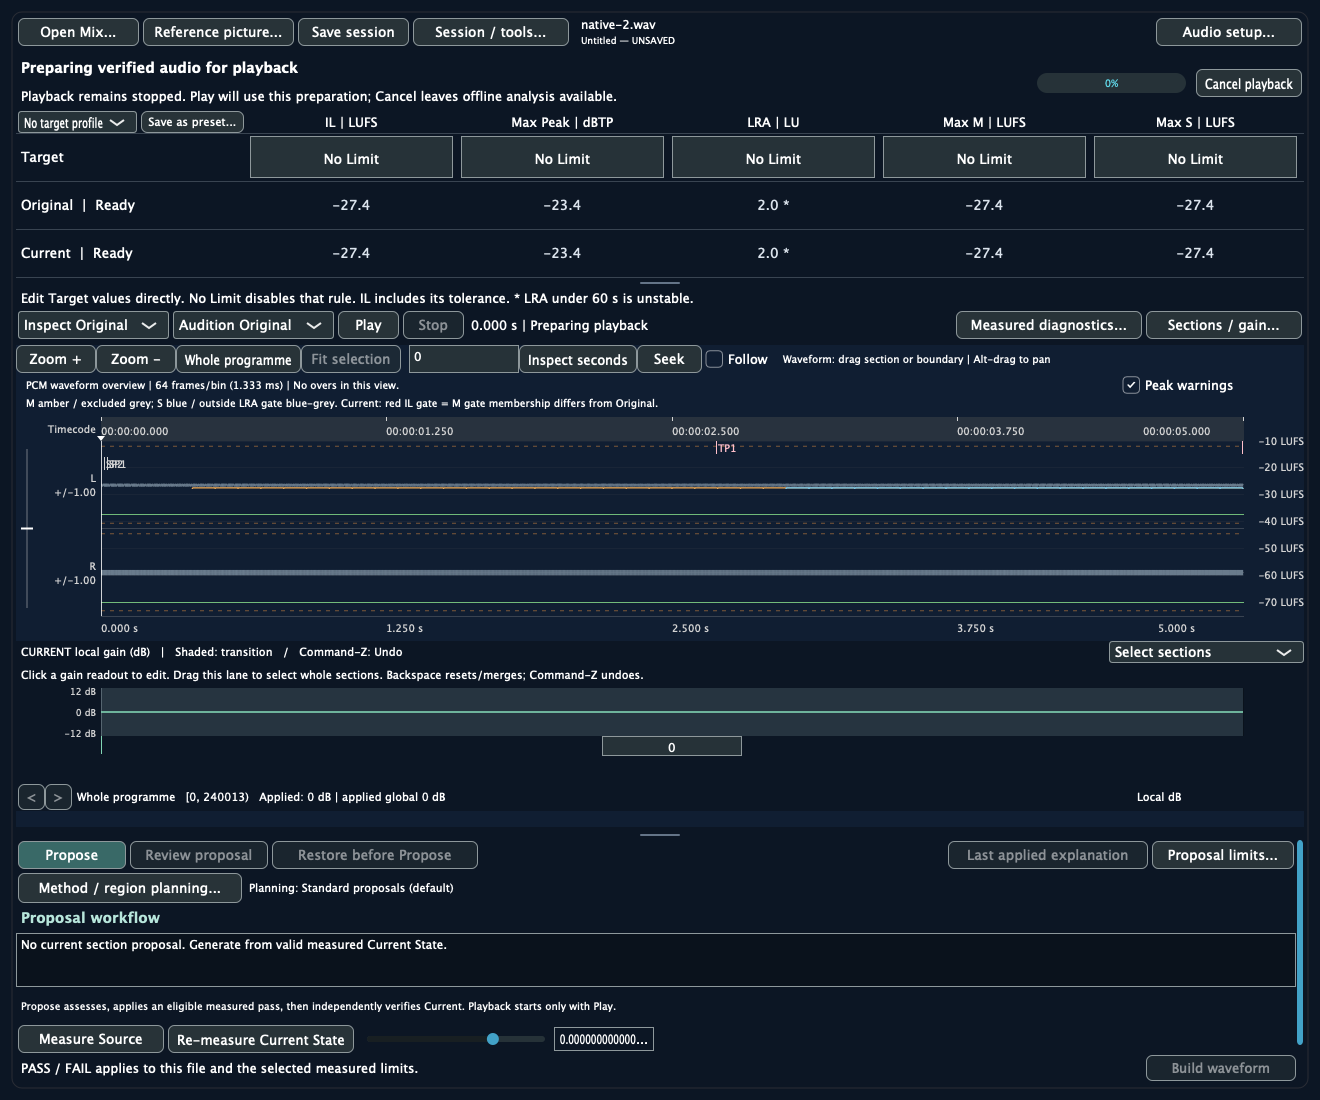 Open Mix... Reference picture... Save session Session / tools... native-2.wav Audio setup...
Untitled — UNSAVED
Preparing verified audio for playback
0% Cancel playback
Playback remains stopped. Play will use this preparation; Cancel leaves offline analysis available.
No target profile Save as preset... IL | LUFS Max Peak | dBTP LRA | LU Max M | LUFS Max S | LUFS
Target No Limit No Limit No Limit No Limit No Limit
Original | Ready -27.4 -23.4 2.0 * -27.4 -27.4
Current | Ready -27.4 -23.4 2.0 * -27.4 -27.4
Edit Target values directly. No Limit disables that rule. IL includes its tolerance. * LRA under 60 s is unstable.
Inspect Original Audition Original Play Stop 0.000 s | Preparing playback Measured diagnostics... Sections / gain...
Zoom + Zoom - Whole programme Fit selection 0 Inspect seconds Seek Follow Waveform: drag section or boundary | Alt-drag to pan
PCM waveform overview | 64 frames/bin (1.333 ms) | No overs in this view. Peak warnings
M amber / excluded grey; S blue / outside LRA gate blue-grey. Current: red IL gate = M gate membership differs from Original.
Timecode 00:00:00.000 00:00:01.250 00:00:02.500 00:00:03.750 00:00:05.000
-10 LUFS
TP1
-20 LUFS
L
+/-1.00 -30 LUFS
-40 LUFS
-50 LUFS
R
+/-1.00 -60 LUFS
-70 LUFS
0.000 s 1.250 s 2.500 s 3.750 s 5.000 s
CURRENT local gain (dB) | Shaded: transition / Command-Z: Undo Select sections
Click a gain readout to edit. Drag this lane to select whole sections. Backspace resets/merges; Command-Z undoes.
12 dB
0 dB
-12 dB
0
< > Whole programme [0, 240013) Applied: 0 dB | applied global 0 dB Local dB
Propose Review proposal Restore before Propose Last applied explanation Proposal limits...
Method / region planning... Planning: Standard proposals (default)
Proposal workflow
No current section proposal. Generate from valid measured Current State.
Propose assesses, applies an eligible measured pass, then independently verifies Current. Playback starts only with Play.
Measure Source Re-measure Current State 0.000000000000...
PASS / FAIL applies to this file and the selected measured limits. Build waveform